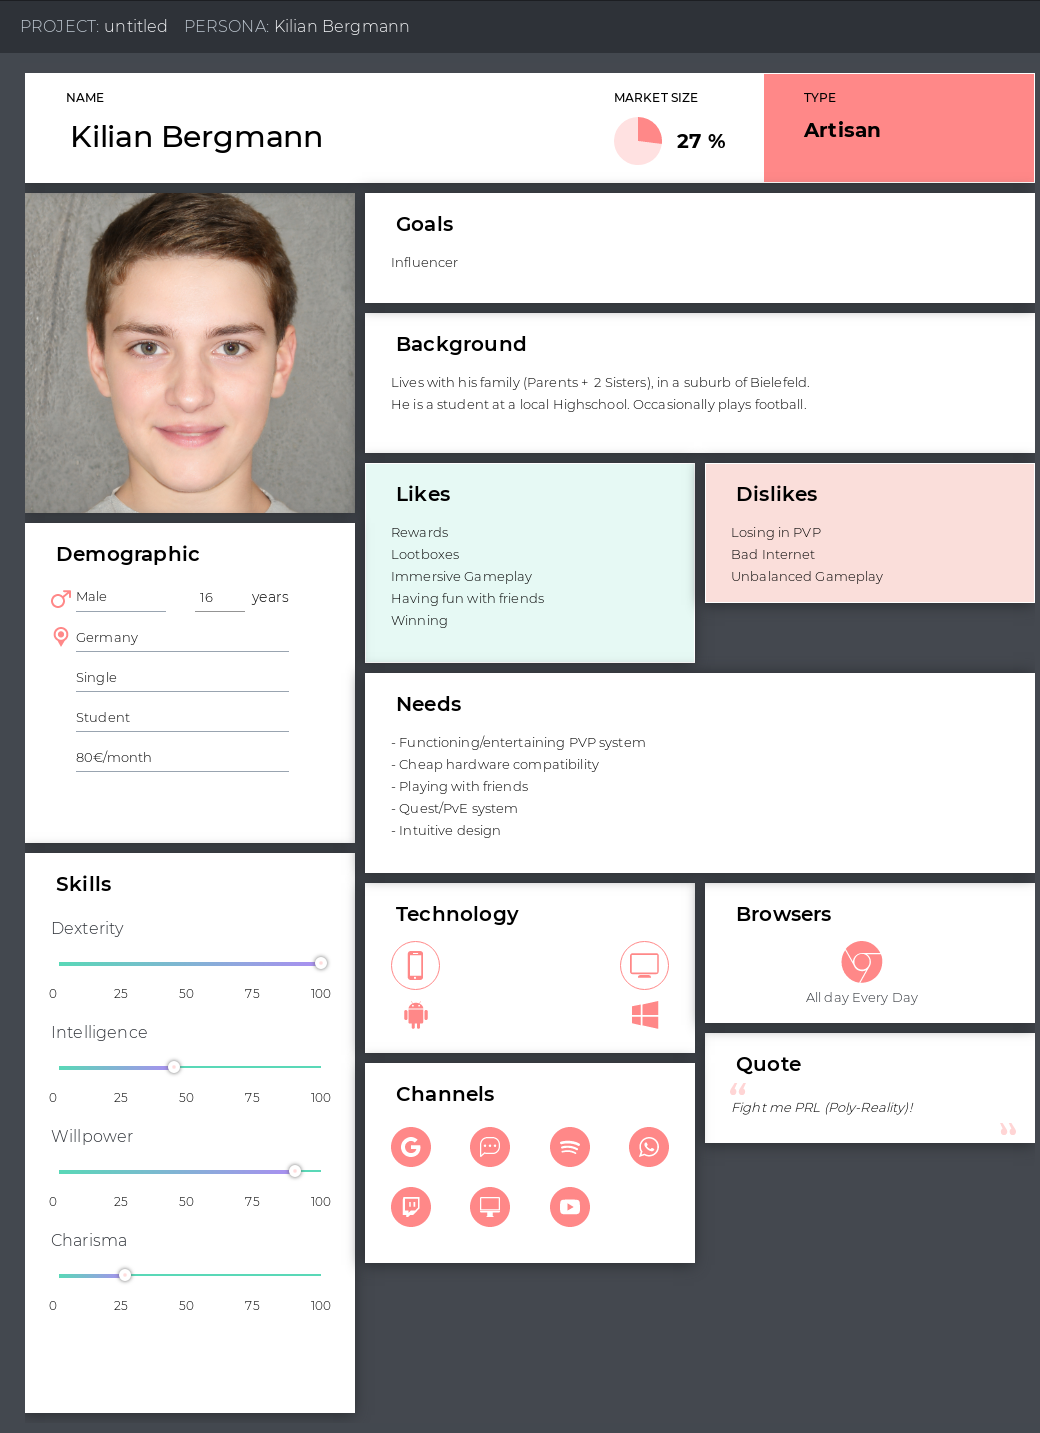 PROJECT: untitled PERSONA: Kilian Bergmann
NAME
Kilian Bergmann
MARKET SIZE
27 %
TYPE
Artisan
Goals
Influencer
Background
Lives with his family (Parents + 2 Sisters), in a suburb of Bielefeld.
He is a student at a local Highschool. Occasionally plays football.
Likes
Rewards
Lootboxes
Immersive Gameplay
Having fun with friends
Winning
Dislikes
Losing in PVP
Bad Internet
Unbalanced Gameplay
Demographic
Male 16 years
Germany
Single
Student
80€/month
Needs
- Functioning/entertaining PVP system
- Cheap hardware compatibility
- Playing with friends
- Quest/PvE system
- Intuitive design
Skills
Dexterity
0 25 50 75 100
Intelligence
0 25 50 75 100
Willpower
0 25 50 75 100
Charisma
0 25 50 75 100
Technology
Browsers
All day Every Day
Channels
Quote
“
Fight me PRL (Poly-Reality)!
”